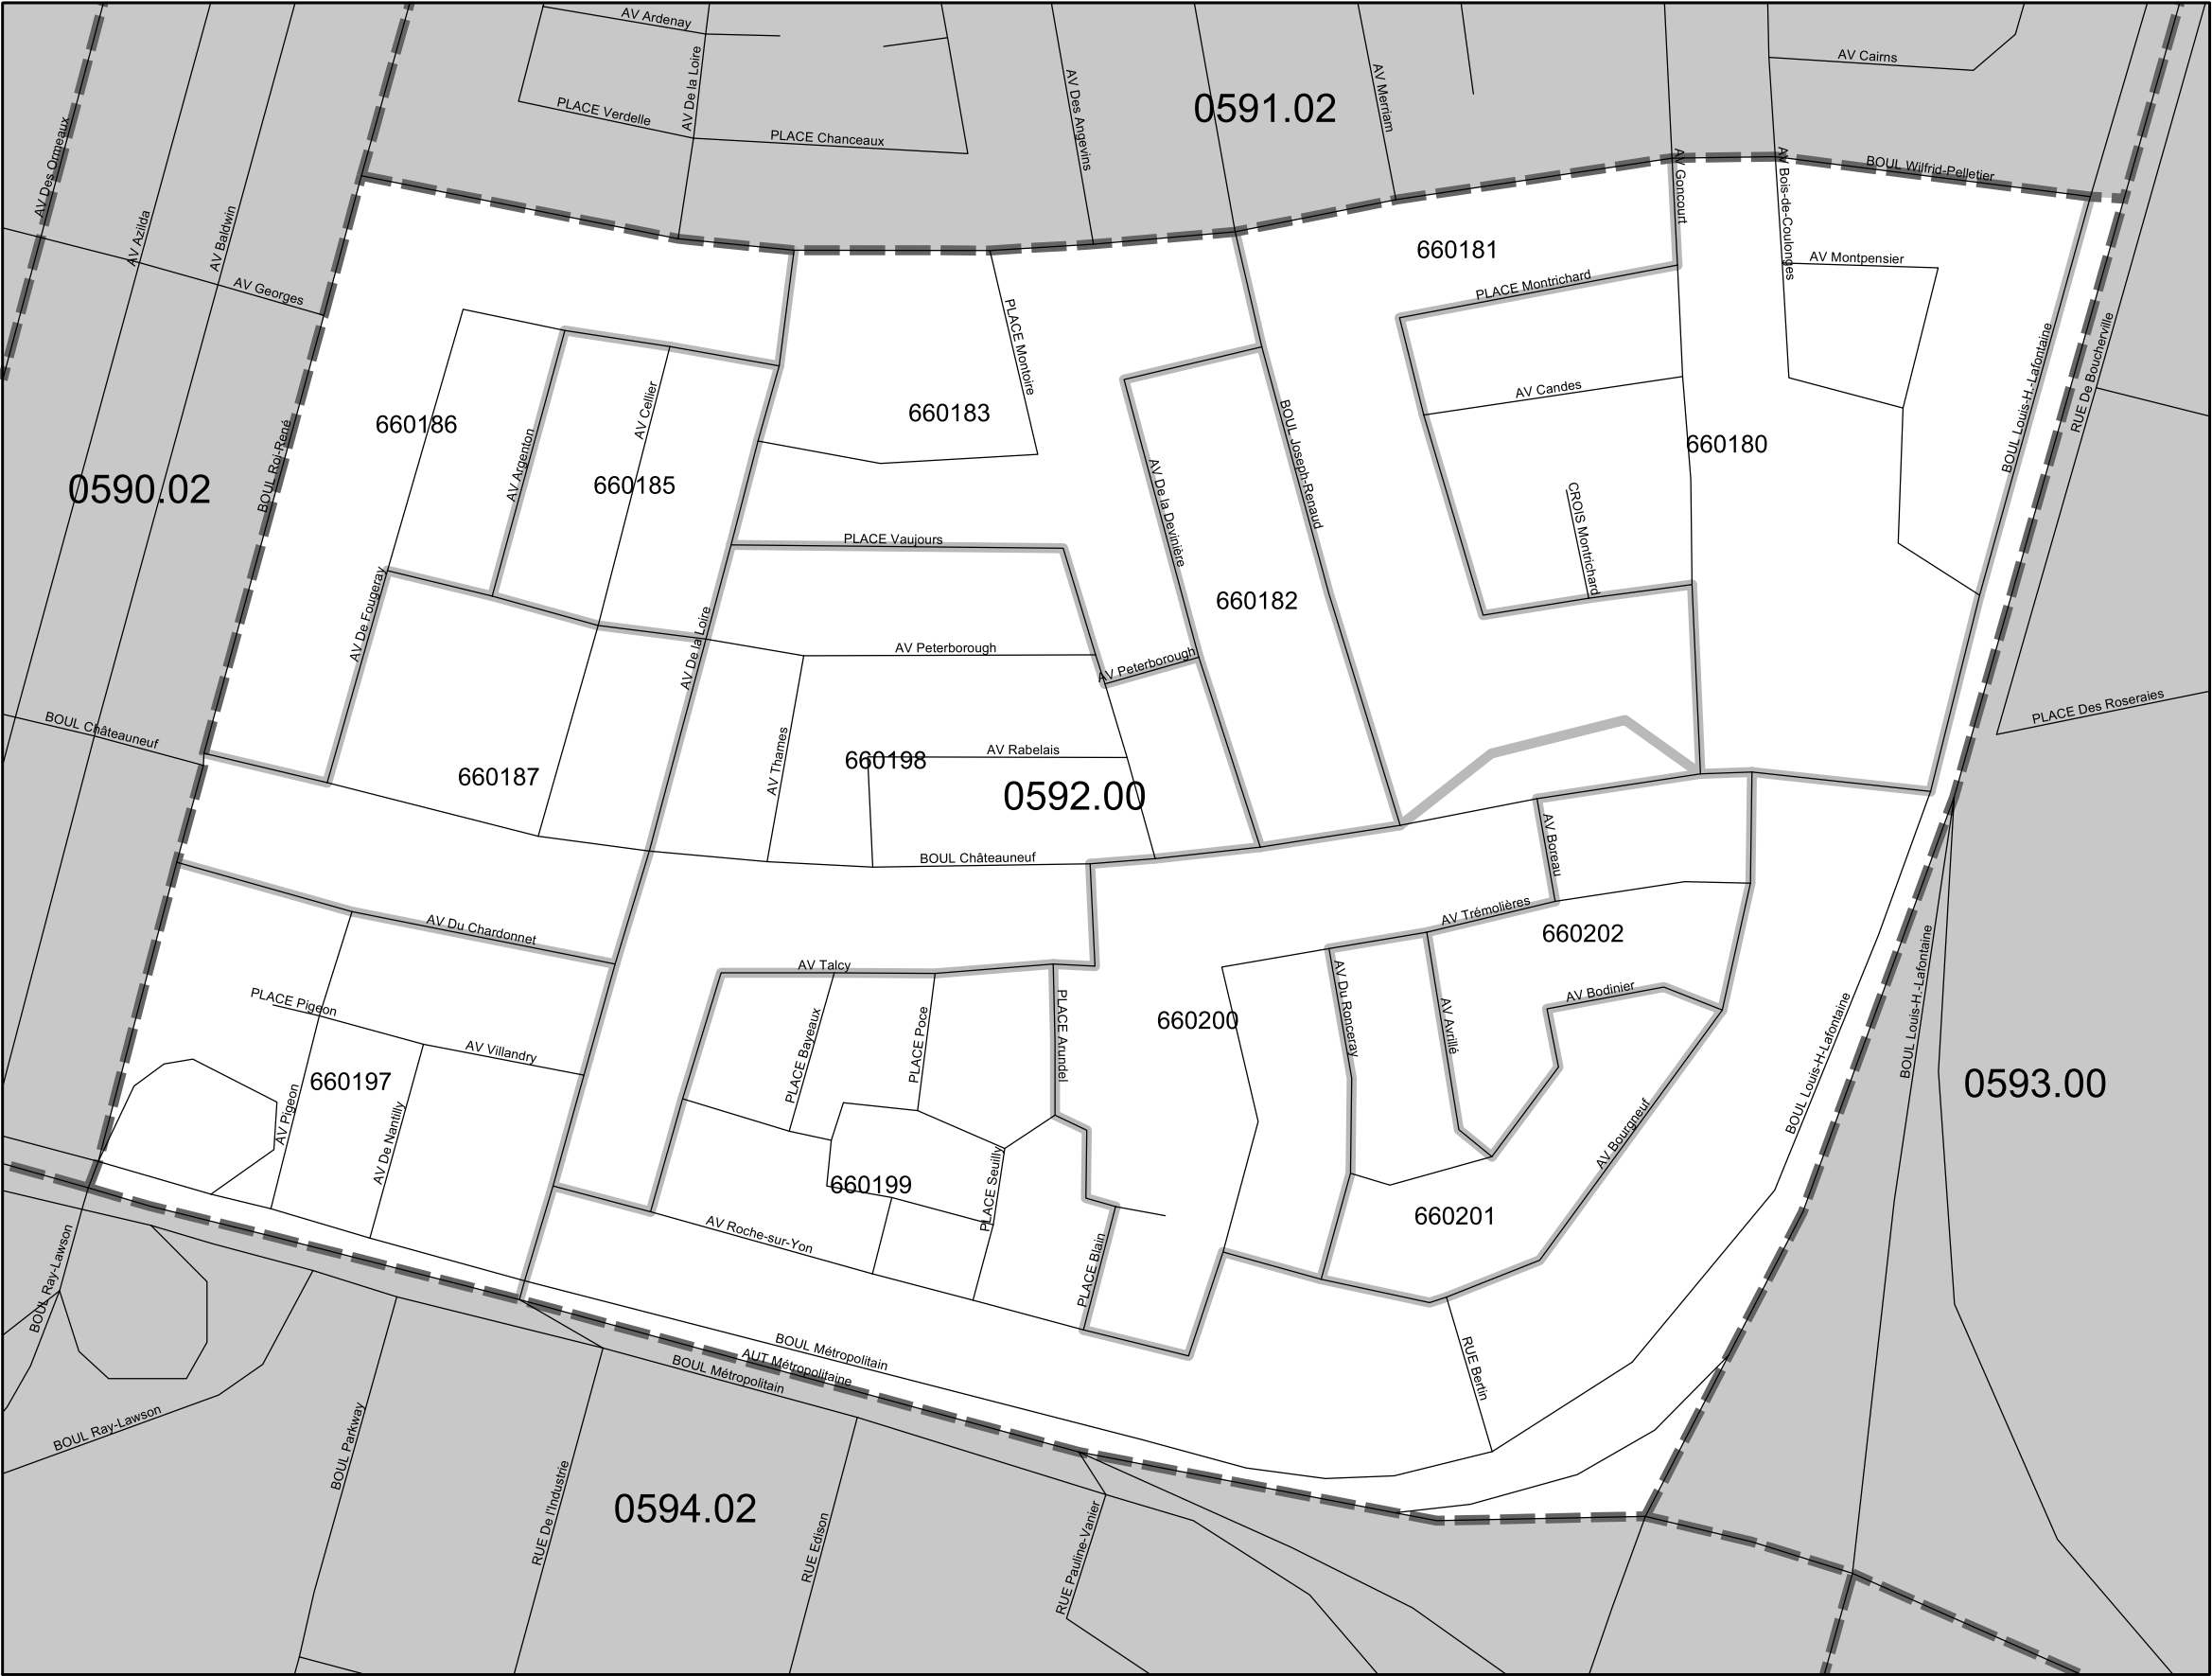 AV Ardenay
AV De la Loire
PLACE Verdelle
PLACE Chanceaux
AV Des Angevins
0591.02
AV Merriam
AV Cairns
BOUL Wilfrid-Pelletier
AV Des Ormeaux
AV Azilda
AV Baldwin
AV Georges
AV Goncourt
AV Bois-de-Coulonges
660181
AV Montpensier
PLACE Montrichard
PLACE Montoire
BOUL Louis-H.-Lafontaine
RUE De Boucherville
660186
AV Cellier
660183
AV Candes
660180
BOUL Roi-René
0590.02
AV Argenton
660185
BOUL Joseph-Renaud
AV De la Devinière
CROIS Montrichard
PLACE Vaujours
660182
AV De Fougeray
AV De la Loire
AV Peterborough
AV Peterborough
BOUL Châteauneuf
PLACE Des Roseraies
AV Thames
660187
660198
AV Rabelais
0592.00
BOUL Châteauneuf
AV Boreau
AV Du Chardonnet
AV Trémolières
660202
AV Talcy
PLACE Pigeon
AV Villandry
PLACE Bayeaux
PLACE Poce
PLACE Arundel
660200
AV Du Ronceray
AV Avrillé
AV Bodinier
BOUL Louis-H-Lafontaine
BOUL Louis-H.-Lafontaine
0593.00
660197
AV Pigeon
AV De Nantilly
AV Bourgneuf
660199
PLACE Seuilly
660201
AV Roche-sur-Yon
PLACE Blain
BOUL Ray-Lawson
BOUL Métropolitain
AUT Métropolitaine
BOUL Métropolitain
RUE Bertin
BOUL Ray-Lawson
BOUL Parkway
RUE De l'Industrie
0594.02
RUE Edison
RUE Pauline-Vanier